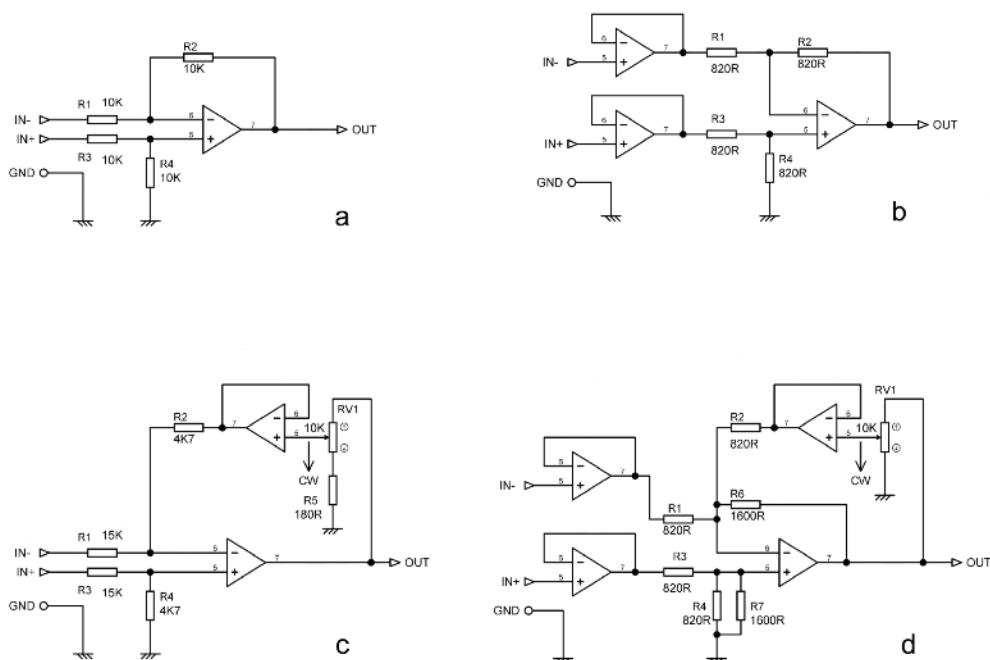 R2
10K
R1 10K
IN-
6
7
OUT
IN+
5
R3 10K
R4
10K
GND
a
6
7
R1
R2
IN-
5
820R
820R
6
7
R3
6
7
OUT
5
IN+
5
820R
R4
820R
GND
b
R2
7
6
10K
RV1
4K7
5
CW
R5
180R
R1 15K
IN-
6
7
OUT
IN+
5
R3 15K
R4
4K7
GND
c
R2
7
6
10K
RV1
820R
5
CW
7
R6
IN-
5
R1
1600R
820R
R3
6
5
7
OUT
IN+
5
7
820R
R4
R7
820R
1600R
GND
d